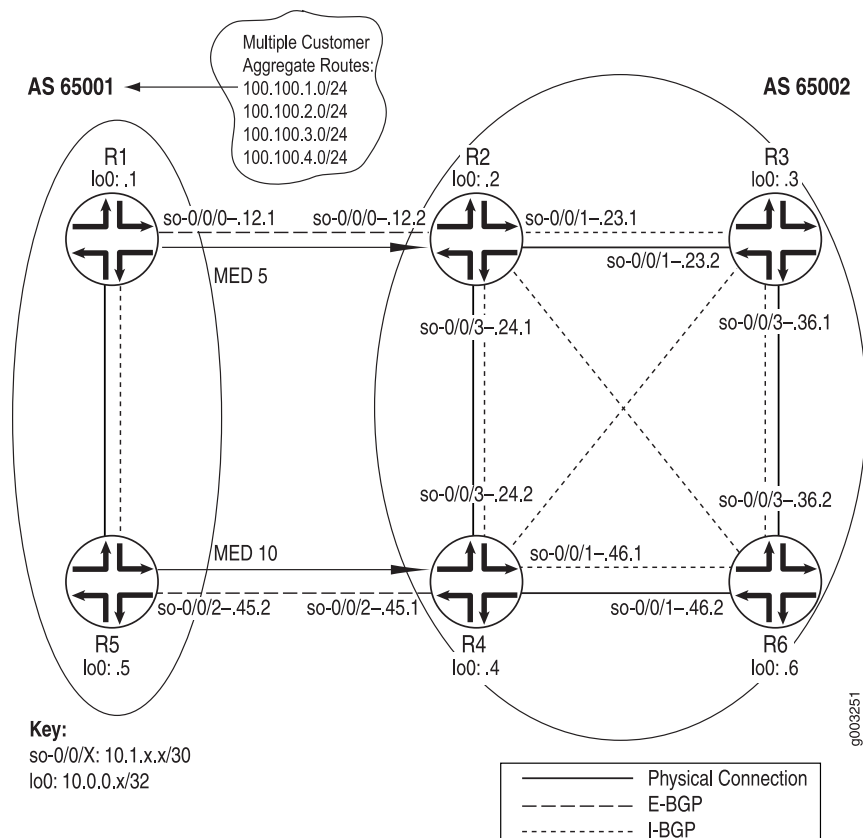 Multiple Customer
Aggregate Routes:
100.100.1.0/24
100.100.2.0/24
100.100.3.0/24
100.100.4.0/24
AS 65001
AS 65002
R1
lo0: .1
R2
lo0: .2
R3
lo0: .3
so-0/0/0–.12.1
so-0/0/0–.12.2
so-0/0/1–.23.1
MED 5
so-0/0/1–.23.2
so-0/0/3–.24.1
so-0/0/3–.36.1
so-0/0/3–.24.2
so-0/0/3–.36.2
MED 10
so-0/0/1–.46.1
so-0/0/2–.45.2
so-0/0/2–.45.1
so-0/0/1–.46.2
R5
lo0: .5
R4
lo0: .4
R6
lo0: .6
Key:
so-0/0/X: 10.1.x.x/30
lo0: 10.0.0.x/32
Physical Connection
E-BGP
I-BGP
g003251